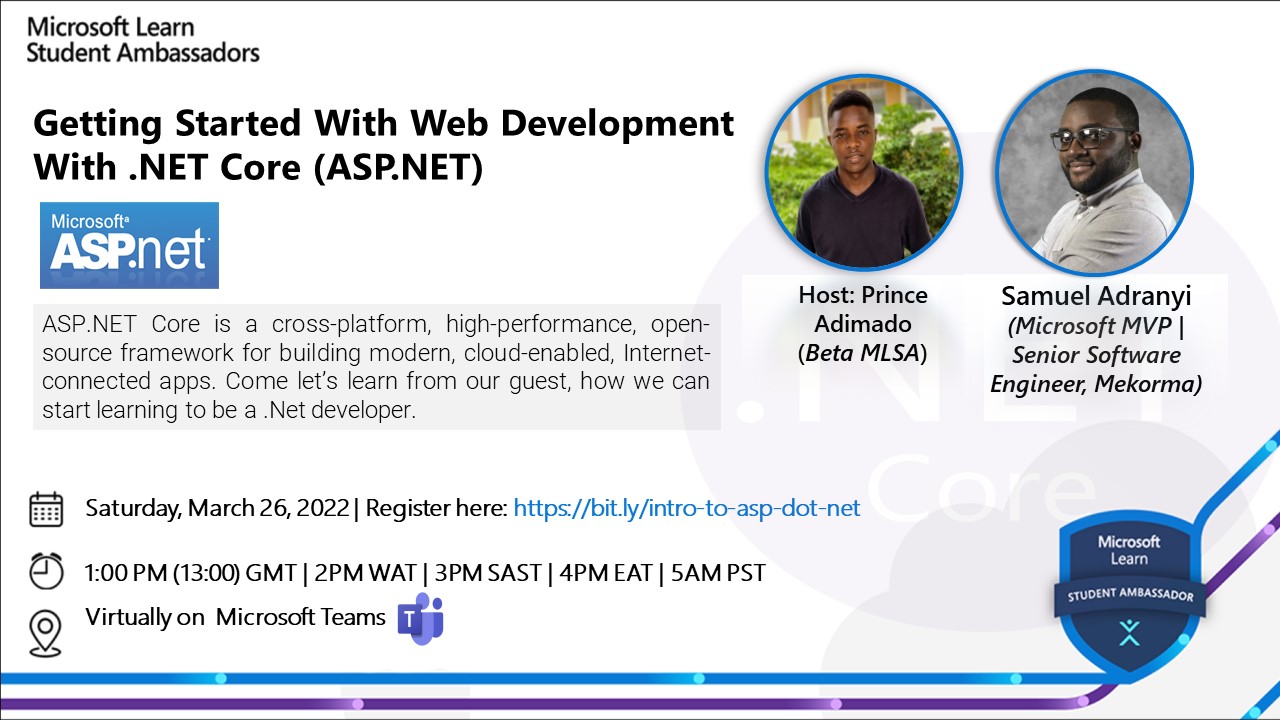 Microsoft Learn
Student Ambassadors
Getting Started With Web Development
With .NET Core (ASP.NET)
Microsoft®
ASP.net
ASP.NET Core is a cross-platform, high-performance, open-
source framework for building modern, cloud-enabled, Internet-
connected apps. Come let’s learn from our guest, how we can
start learning to be a .Net developer.
Host: Prince
Adimado
(Beta MLSA)
Samuel Adranyi
(Microsoft MVP |
Senior Software
Engineer, Mekorma)
.NET
Core
Saturday, March 26, 2022| Register here: https://bit.ly/intro-to-asp-dot-net
1:00 PM (13:00) GMT | 2PM WAT | 3PM SAST | 4PM EAT | 5AM PST
Virtually on Microsoft Teams
T
Microsoft
Learn
STUDENT AMBASSADOR